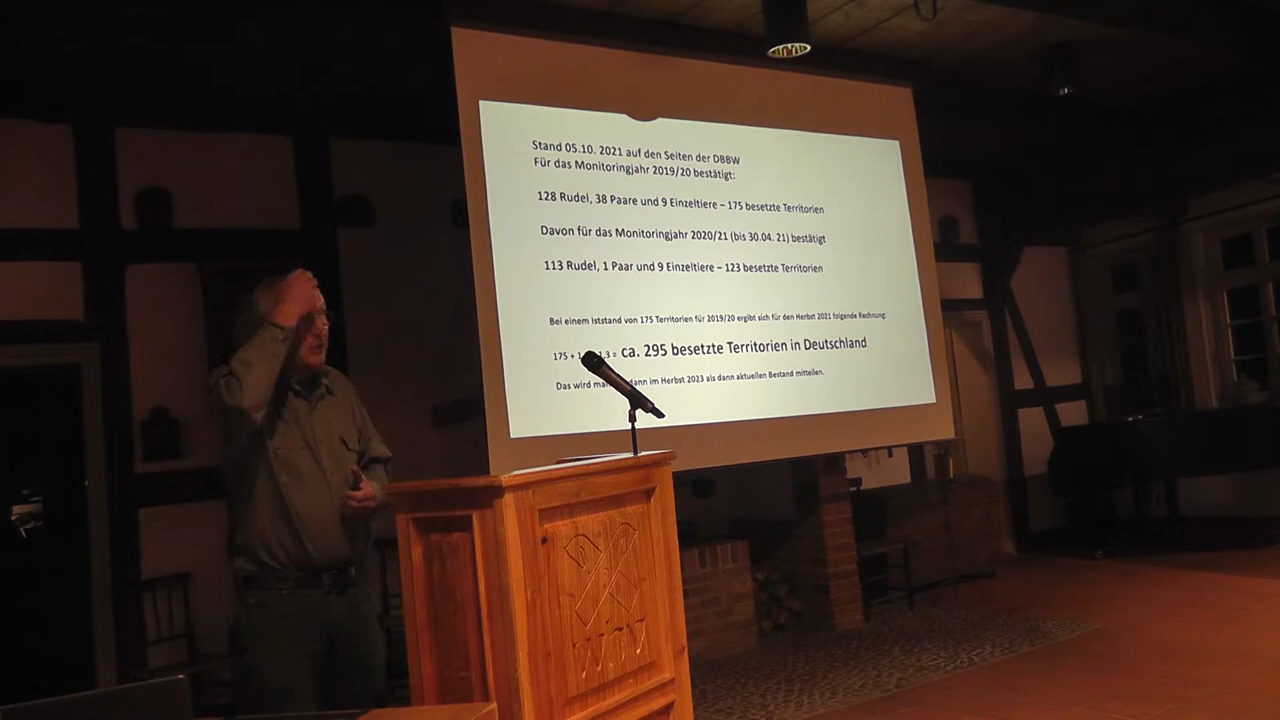 Stand 05.10. 2021 auf den Seiten der DBBW
Für das Monitoringjahr 2019/20 bestätigt:
128 Rudel, 38 Paare und 9 Einzeltiere – 175 besetzte Territorien
Davon für das Monitoringjahr 2020/21 (bis 30.04. 21) bestätigt
113 Rudel, 1 Paar und 9 Einzeltiere – 123 besetzte Territorien
Bei einem Iststand von 175 Territorien für 2019/20 ergibt sich für den Herbst 2021 folgende Rechnung:
175 + 1,3 = ca. 295 besetzte Territorien in Deutschland
Das wird dann im Herbst 2023 als dann aktuellen Bestand mitteilen.